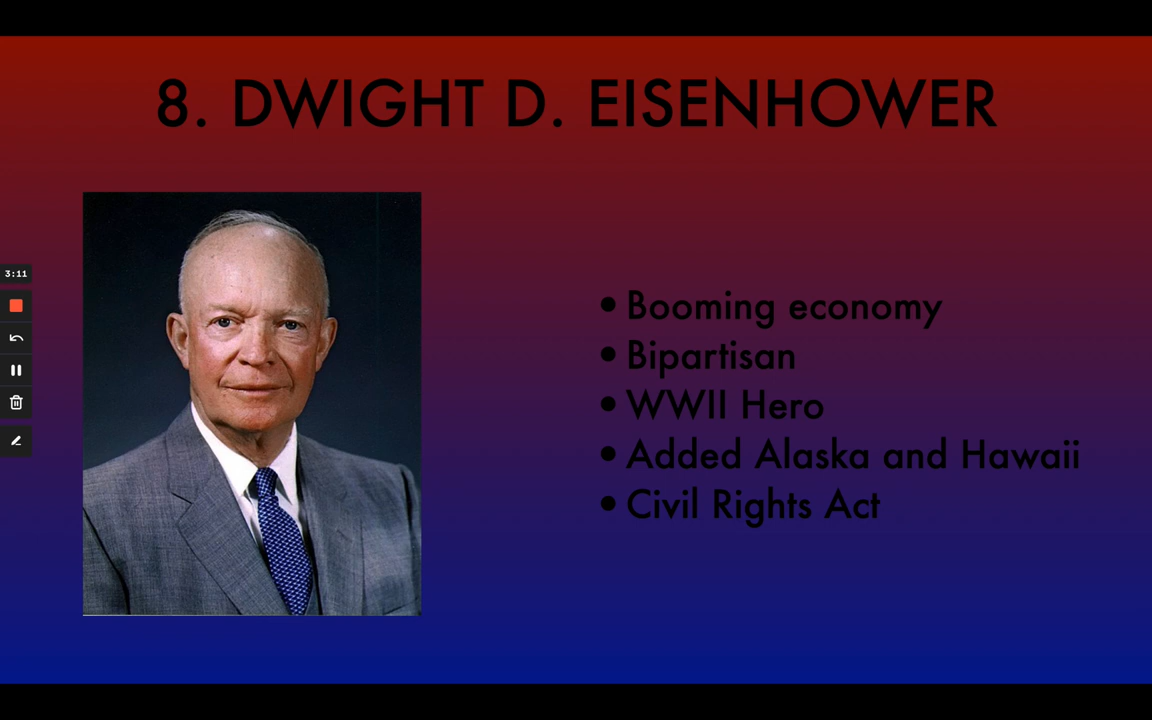 8. DWIGHT D. EISENHOWER
3:11
• Booming economy
• Bipartisan
• WWII Hero
• Added Alaska and Hawaii
• Civil Rights Act